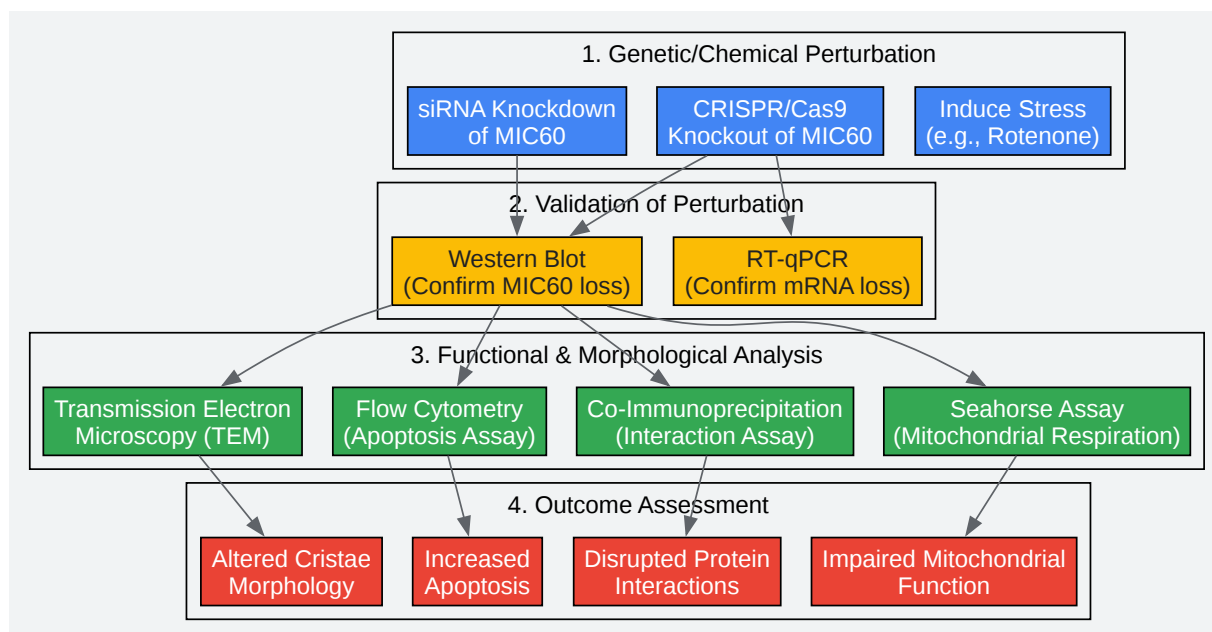 1. Genetic/Chemical Perturbation
siRNA Knockdown
of MIC60
CRISPR/Cas9
Knockout of MIC60
Induce Stress
(e.g., Rotenone)
2. Validation of Perturbation
Western Blot
(Confirm MIC60 loss)
RT-qPCR
(Confirm mRNA loss)
3. Functional & Morphological Analysis
Transmission Electron
Microscopy (TEM)
Flow Cytometry
(Apoptosis Assay)
Co-Immunoprecipitation
(Interaction Assay)
Seahorse Assay
(Mitochondrial Respiration)
4. Outcome Assessment
Altered Cristae
Morphology
Increased
Apoptosis
Disrupted Protein
Interactions
Impaired Mitochondrial
Function